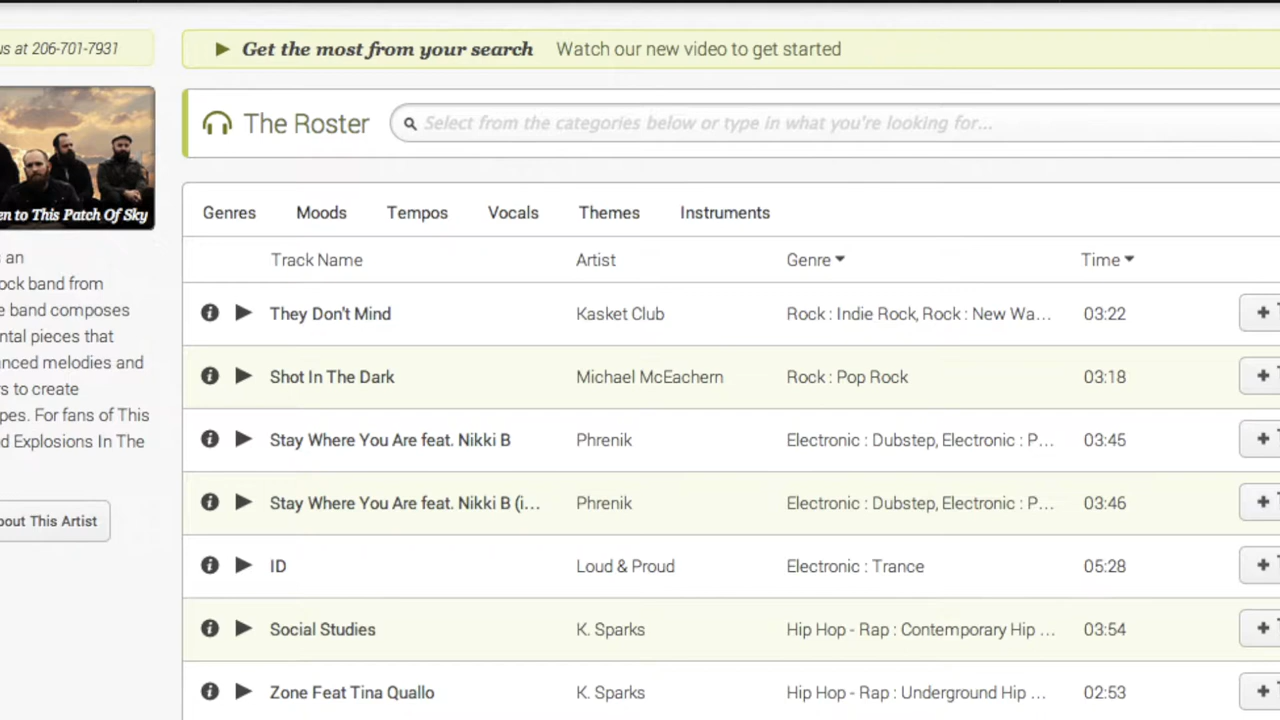 us at 206-701-7931
Get the most from your search Watch our new video to get started
The Roster Select from the categories below or type in what you're looking for...
en to This Patch Of Sky
Genres Moods Tempos Vocals Themes Instruments
Track Name Artist Genre Time
They Don't Mind Kasket Club Rock : Indie Rock, Rock : New Wa... 03:22
Shot In The Dark Michael McEachern Rock : Pop Rock 03:18
Stay Where You Are feat. Nikki B Phrenik Electronic : Dubstep, Electronic : P... 03:45
Stay Where You Are feat. Nikki B (i... Phrenik Electronic : Dubstep, Electronic : P... 03:46
ID Loud & Proud Electronic : Trance 05:28
Social Studies K. Sparks Hip Hop - Rap : Contemporary Hip ... 03:54
Zone Feat Tina Quallo K. Sparks Hip Hop - Rap : Underground Hip ... 02:53
s an
ock band from
e band composes
ntal pieces that
nced melodies and
rs to create
pes. For fans of This
d Explosions In The
bout This Artist